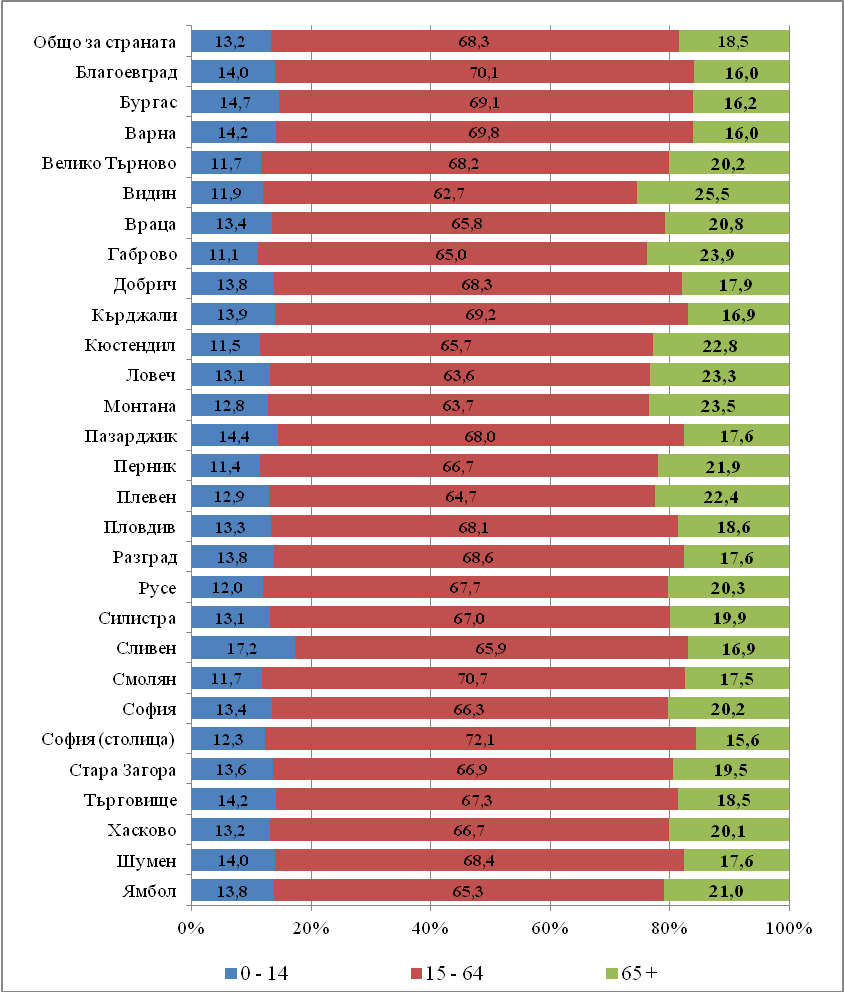 Общо за страната 13,2 68,3 18,5
Благоевград 14,0 70,1 16,0
Бургас 14,7 69,1 16,2
Варна 14,2 69,8 16,0
Велико Търново 11,7 68,2 20,2
Видин 11,9 62,7 25,5
Враца 13,4 65,8 20,8
Габрово 11,1 65,0 23,9
Добрич 13,8 68,3 17,9
Кърджали 13,9 69,2 16,9
Кюстендил 11,5 65,7 22,8
Ловеч 13,1 63,6 23,3
Монтана 12,8 63,7 23,5
Пазарджик 14,4 68,0 17,6
Перник 11,4 66,7 21,9
Плевен 12,9 64,7 22,4
Пловдив 13,3 68,1 18,6
Разград 13,8 68,6 17,6
Русе 12,0 67,7 20,3
Силистра 13,1 67,0 19,9
Сливен 17,2 65,9 16,9
Смолян 11,7 70,7 17,5
София 13,4 66,3 20,2
София (столица) 12,3 72,1 15,6
Стара Загора 13,6 66,9 19,5
Търговище 14,2 67,3 18,5
Хасково 13,2 66,7 20,1
Шумен 14,0 68,4 17,6
Ямбол 13,8 65,3 21,0
0% 20% 40% 60% 80% 100%
0 - 14 15 - 64 65 +